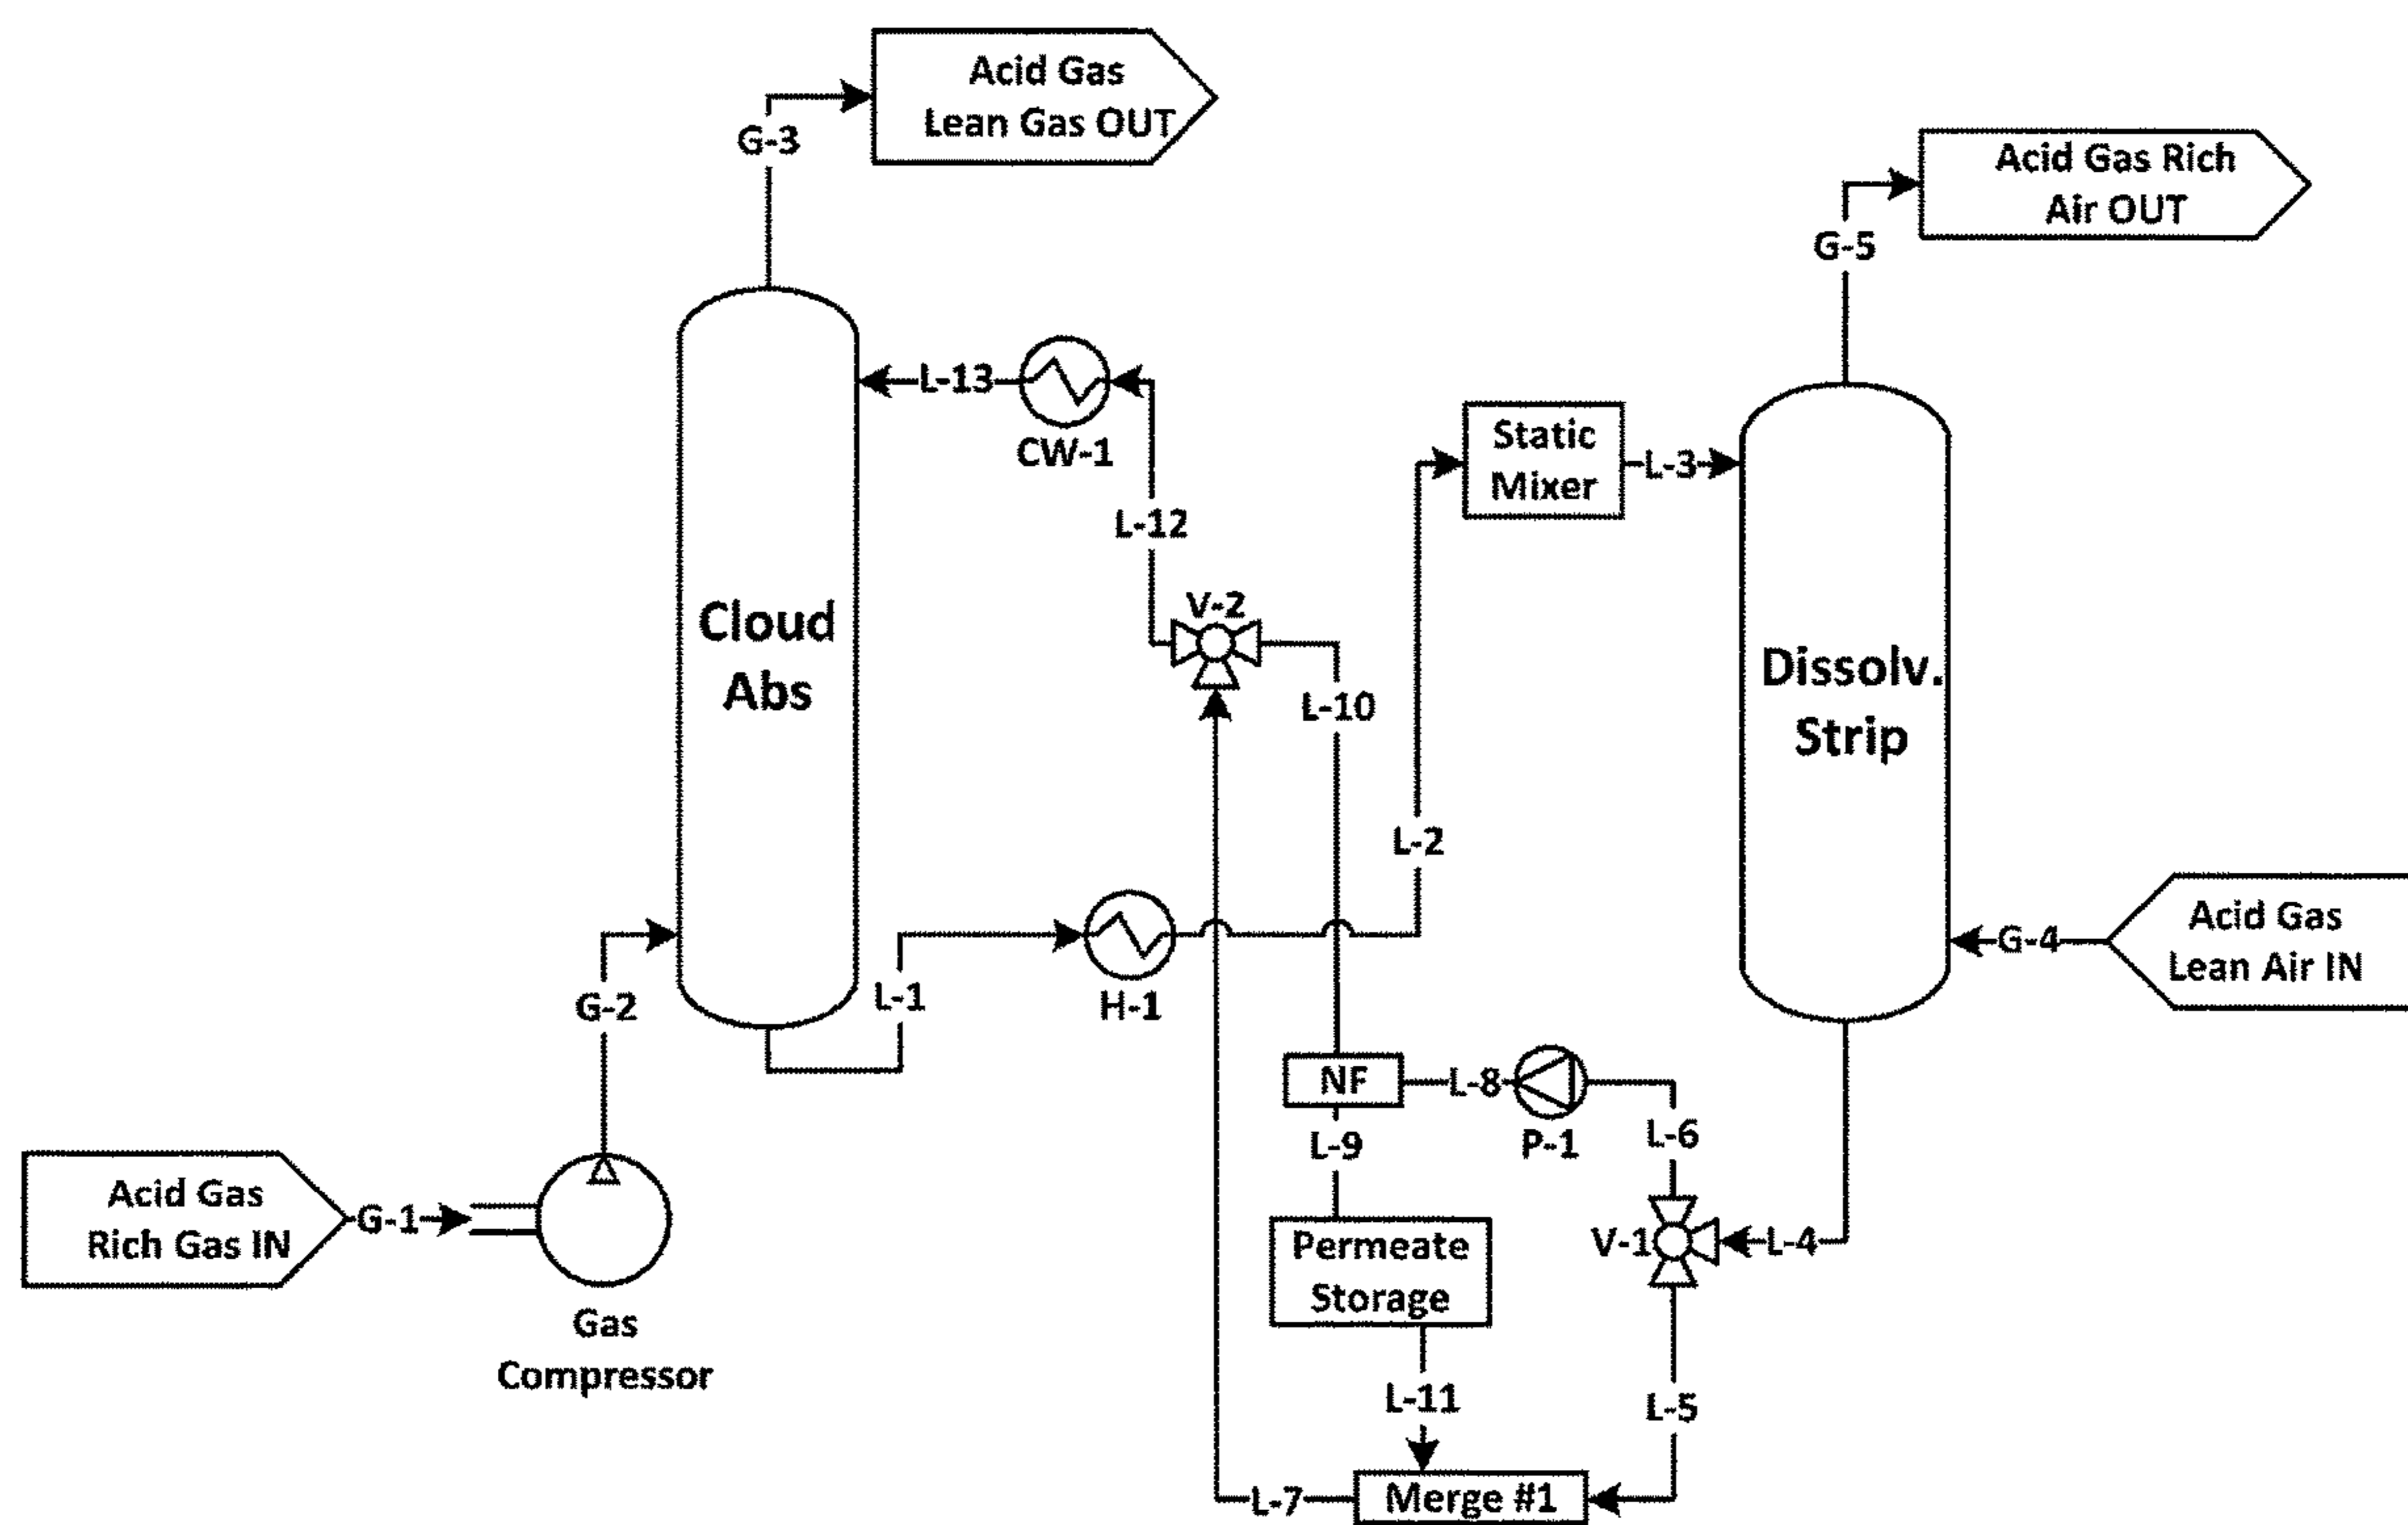 Acid Gas
Lean Gas OUT
G-3
Acid Gas Rich
Air OUT
G-5
L-13
CW-1
Static
Mixer
L-3
L-12
V-2
Cloud
Abs
L-10
Dissolv.
Strip
L-2
Acid Gas
Lean Air IN
G-4
G-2
L-1
H-1
NF
L-8
P-1
L-6
L-9
Acid Gas
Rich Gas IN
G-1
Permeate
Storage
V-1
L-4
Gas
Compressor
L-11
L-5
L-7
Merge #1